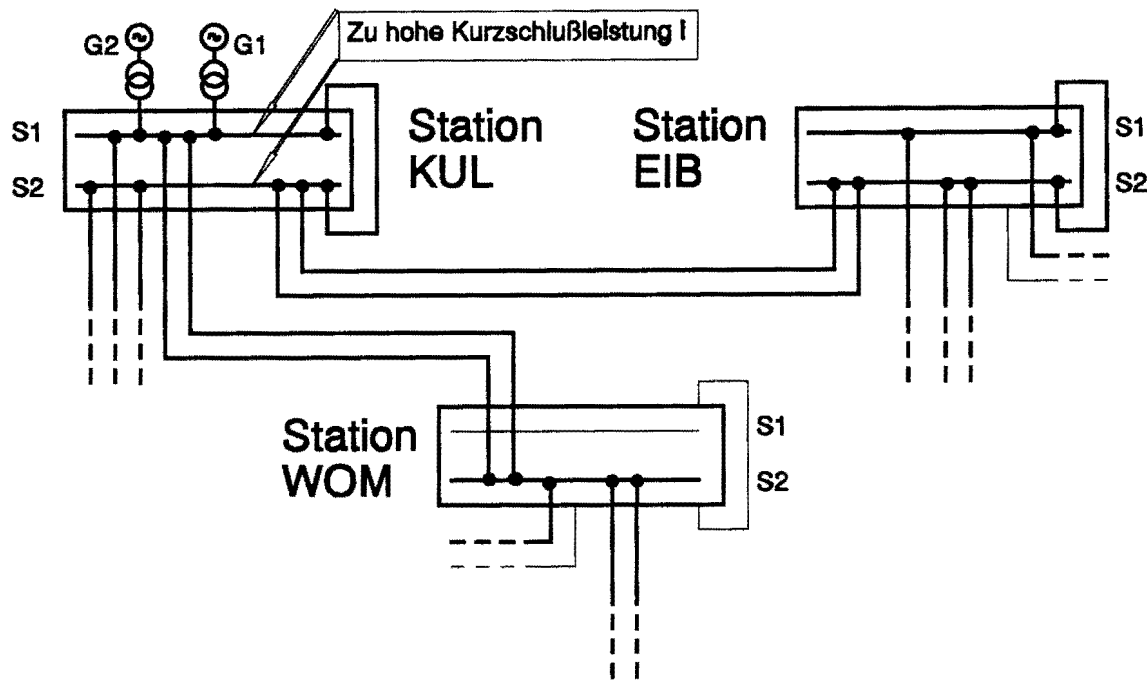 G2
G1
Zu hohe Kurzschlußleistung !
S1
S2
Station
KUL
Station
EIB
S1
S2
Station
WOM
S1
S2